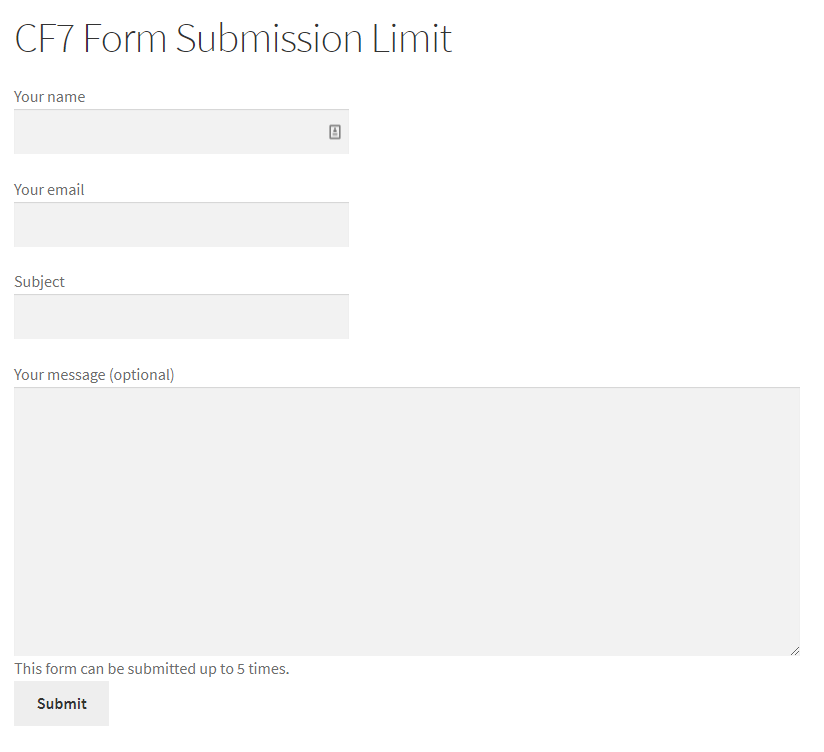 CF7 Form Submission Limit
Your name
Your email
Subject
Your message (optional)
This form can be submitted up to 5 times.
Submit